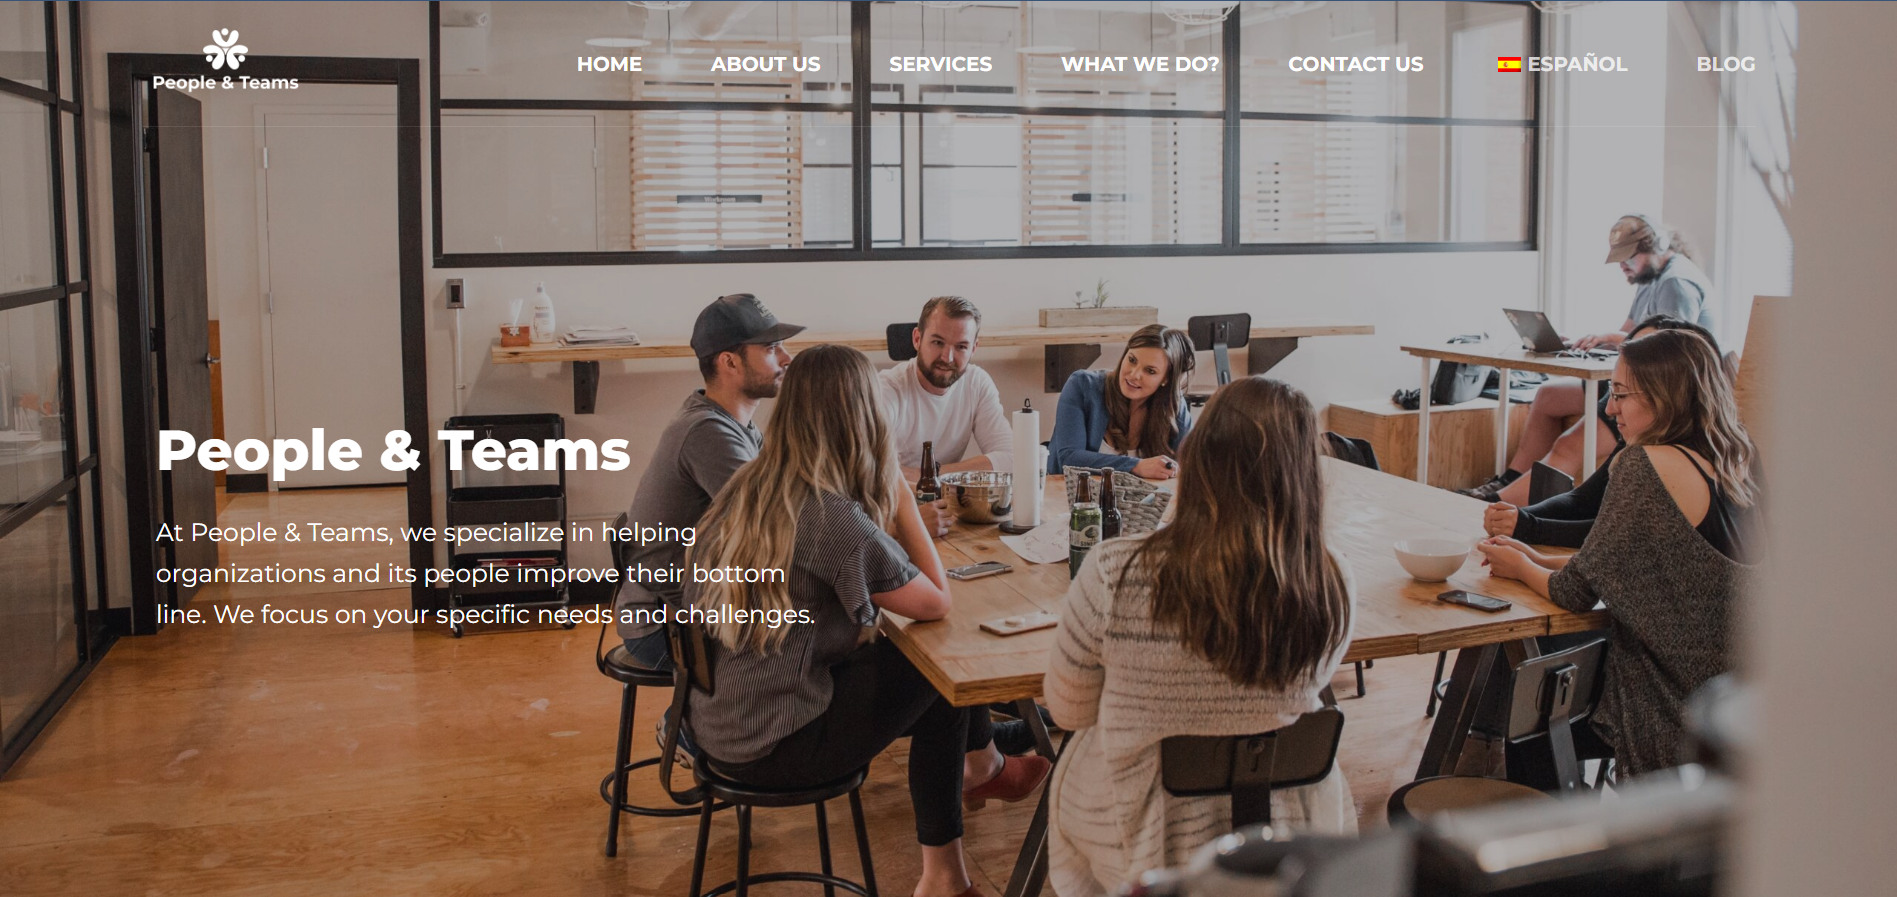 People & Teams
HOME
ABOUT US
SERVICES
WHAT WE DO?
CONTACT US
ESPAÑOL
BLOG
People & Teams
At People & Teams, we specialize in helping
organizations and its people improve their bottom
line. We focus on your specific needs and challenges.